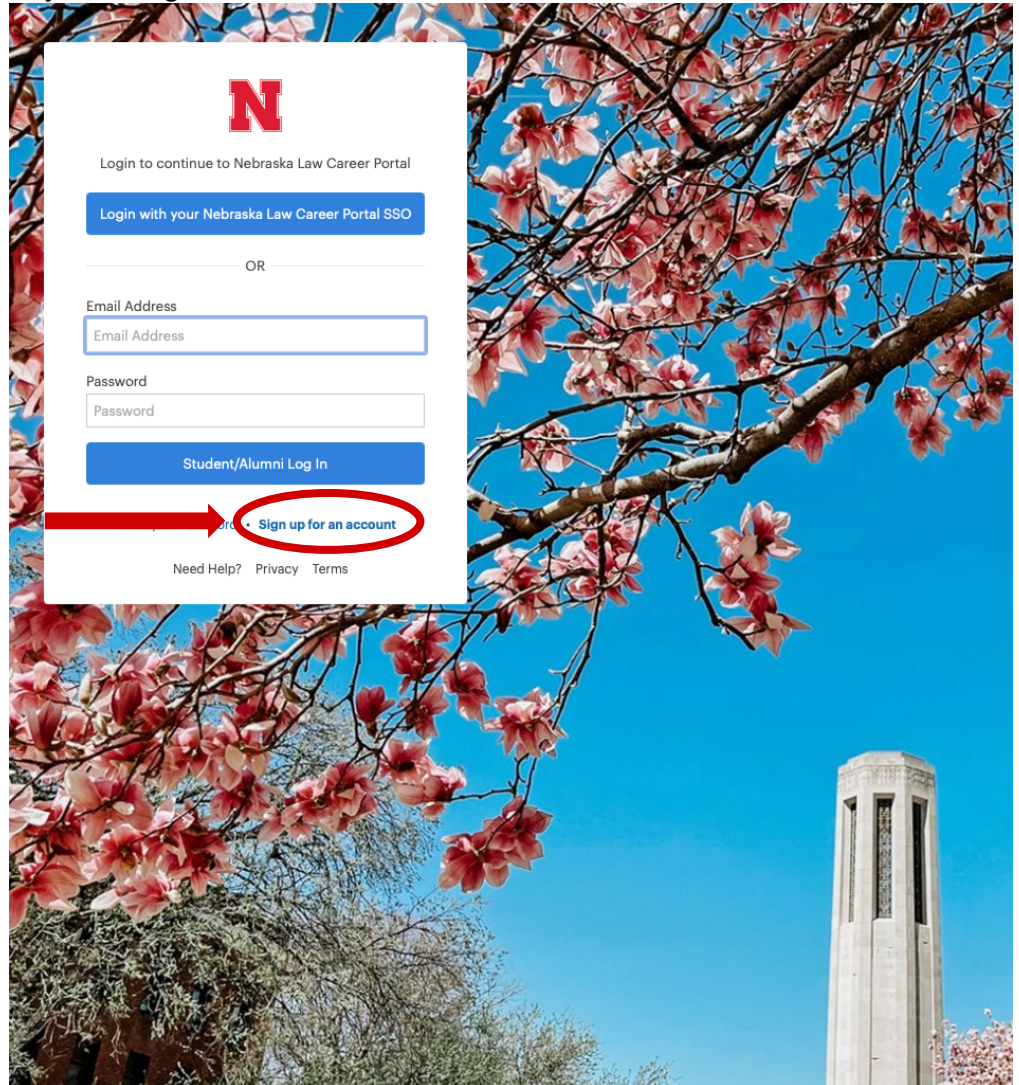 N
Login to continue to Nebraska Law Career Portal
Login with your Nebraska Law Career Portal SSO
OR
Email Address
Email Address
Password
Password
Student/Alumni Log In
• Sign up for an account
Need Help? Privacy Terms